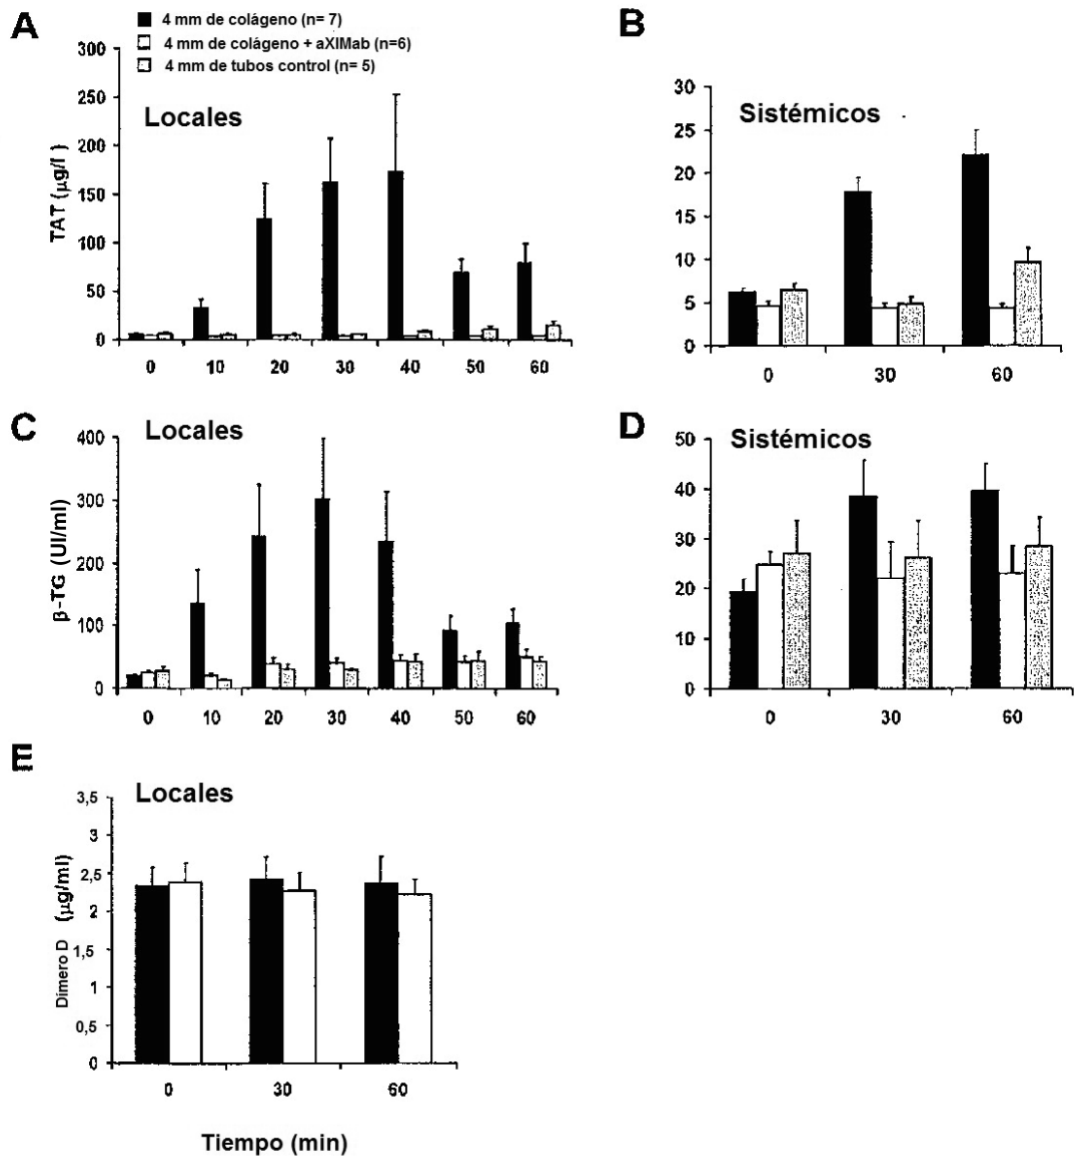 A
4 mm de colágeno (n= 7)
4 mm de colágeno + aXIMab (n=6)
4 mm de tubos control (n= 5)
Locales
TAT (µg/l )
300
250
200
150
100
50
0
0 10 20 30 40 50 60
B
Sistémicos
30
25
20
15
10
5
0
0 30 60
C
Locales
β-TG (UI/ml)
400
300
200
100
0
0 10 20 30 40 50 60
D
Sistémicos
50
40
30
20
10
0
0 30 60
E
Locales
Dimero D (µg/ml)
3,5
3
2,5
2
1,5
1
0,5
0
0 30 60
Tiempo (min)